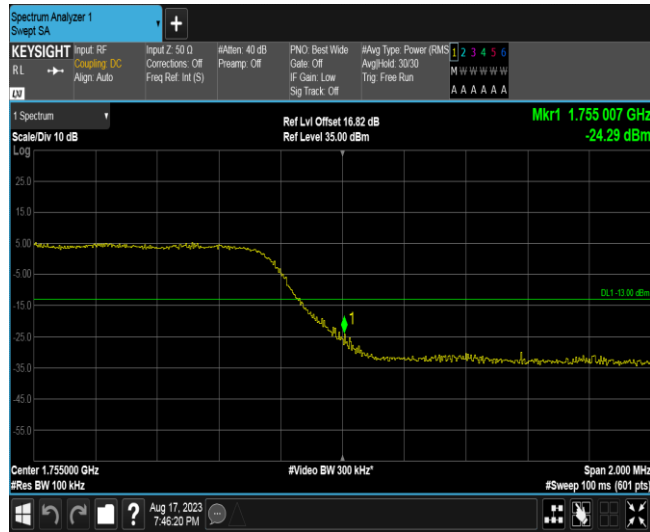 Spectrum Analyzer 1
Swept SA
KEYSIGHT
RL
LXI
Input: RF
Coupling: DC
Align: Auto
Input Z: 50 Ω
Corrections: Off
Freq Ref: Int (S)
#Atten: 40 dB
Preamp: Off
PNO: Best Wide
Gate: Off
IF Gain: Low
Sig Track: Off
#Avg Type: Power (RMS
Avg|Hold: 30/30
Trig: Free Run
1 2 3 4 5 6
M W W W W W
A A A A A A
1 Spectrum
Scale/Div 10 dB
Ref Lvl Offset 16.82 dB
Ref Level 35.00 dBm
Mkr1 1.755 007 GHz
-24.29 dBm
Log
25.0
15.0
5.00
-5.00
DL1 -13.00 dBm
-15.0
1
-25.0
-35.0
-45.0
-55.0
Center 1.755000 GHz
#Res BW 100 kHz
#Video BW 300 kHz*
Span 2.000 MHz
#Sweep 100 ms (601 pts)
?
Aug 17, 2023
7:46:20 PM